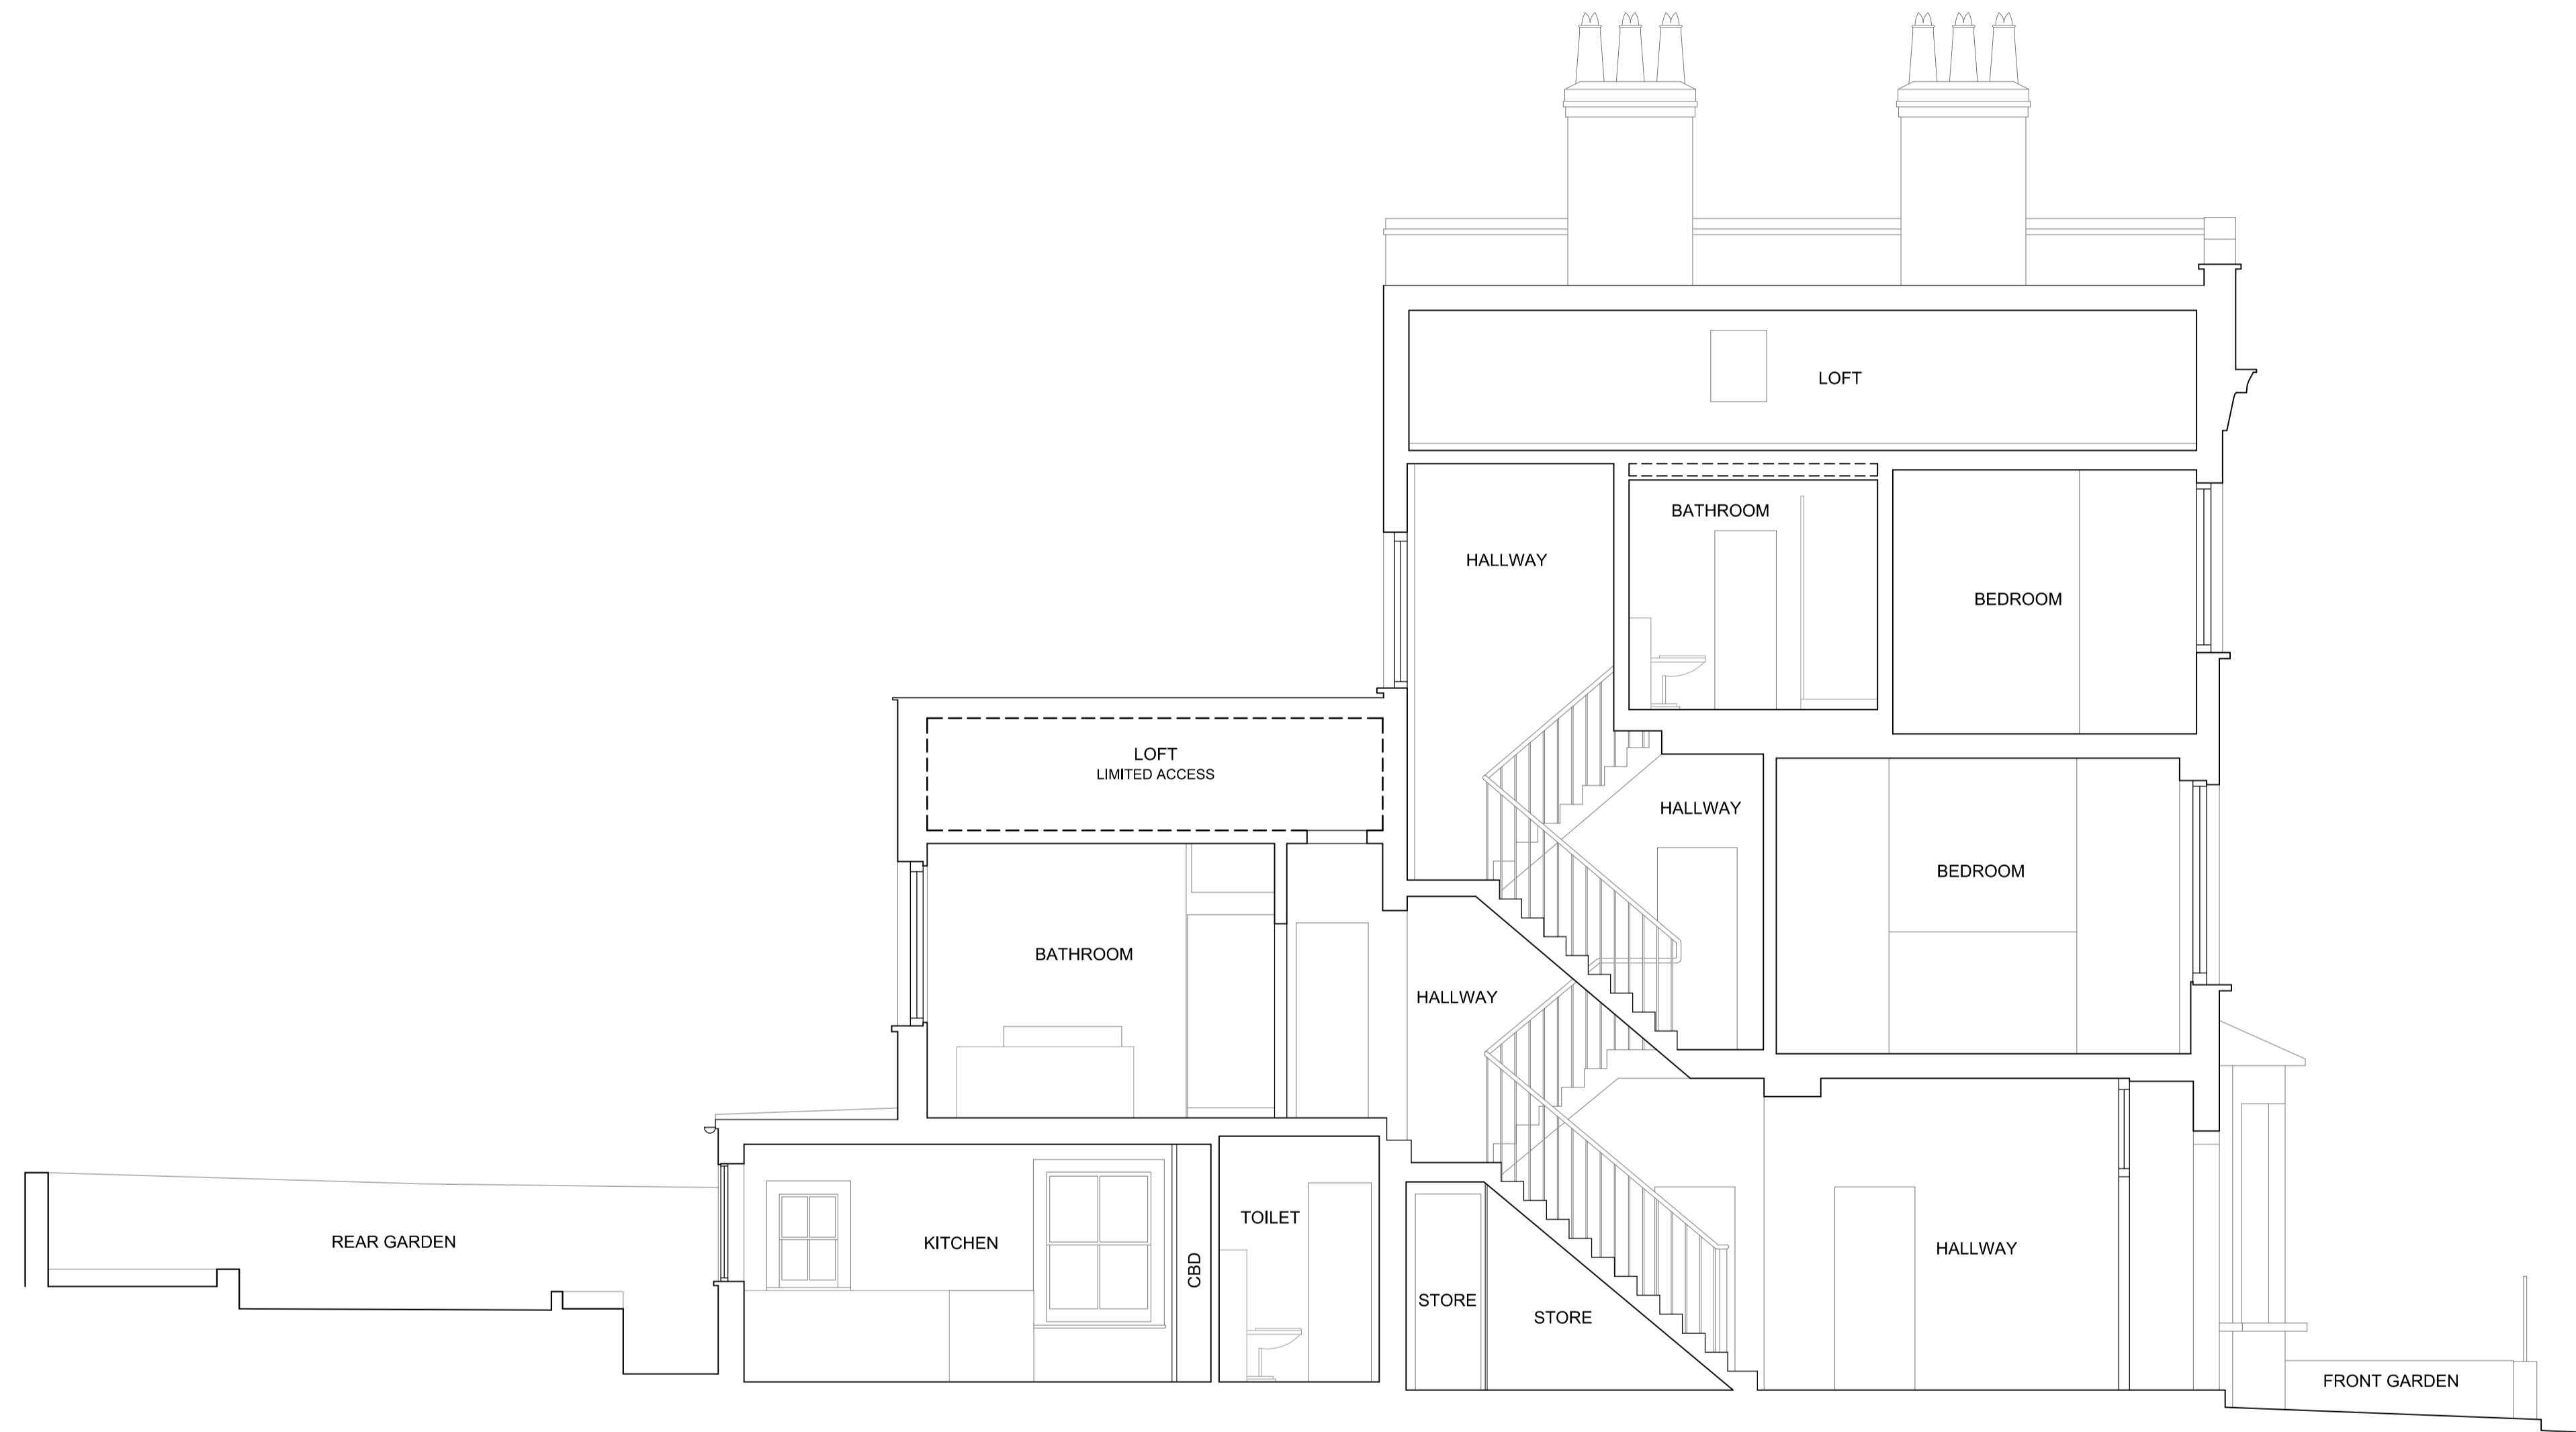 LOFT
BATHROOM
HALLWAY
BEDROOM
LOFT
LIMITED ACCESS
HALLWAY
BEDROOM
BATHROOM
HALLWAY
REAR GARDEN
KITCHEN
CBD
TOILET
STORE
STORE
HALLWAY
FRONT GARDEN